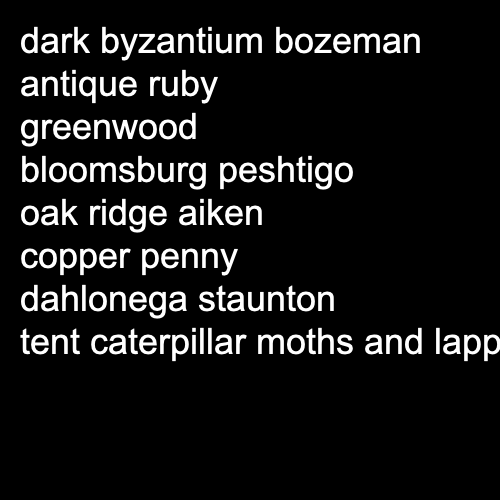 dark byzantium bozeman
antique ruby
greenwood
bloomsburg peshtigo
oak ridge aiken
copper penny
dahlonega staunton
tent caterpillar moths and lapp